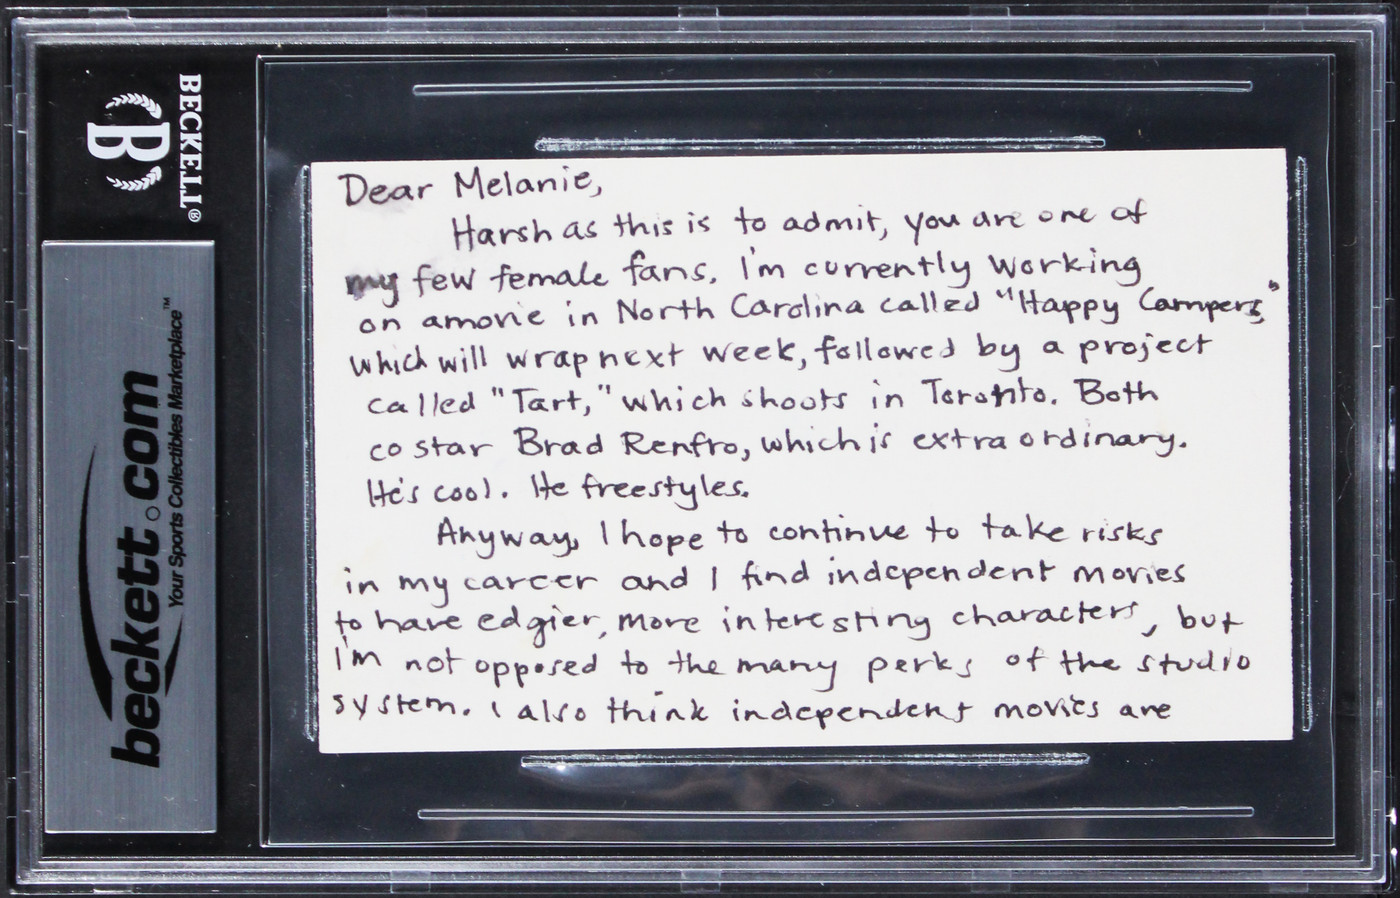 BECKETT®
B
beckett.com
Your Sports Collectibles Marketplace™
Dear Melanie,
Harsh as this is to admit, you are one of
my few female fans. I'm currently working
on a movie in North Carolina called "Happy Campers,"
which will wrap next week, followed by a project
called "Tart," which shoots in Toronto. Both
co star Brad Renfro, which is extraordinary.
He's cool. He freestyles.
Anyway, I hope to continue to take risks
in my career and I find independent movies
to have edgier, more interesting characters, but
I'm not opposed to the many perks of the studio
system. I also think independent movies are